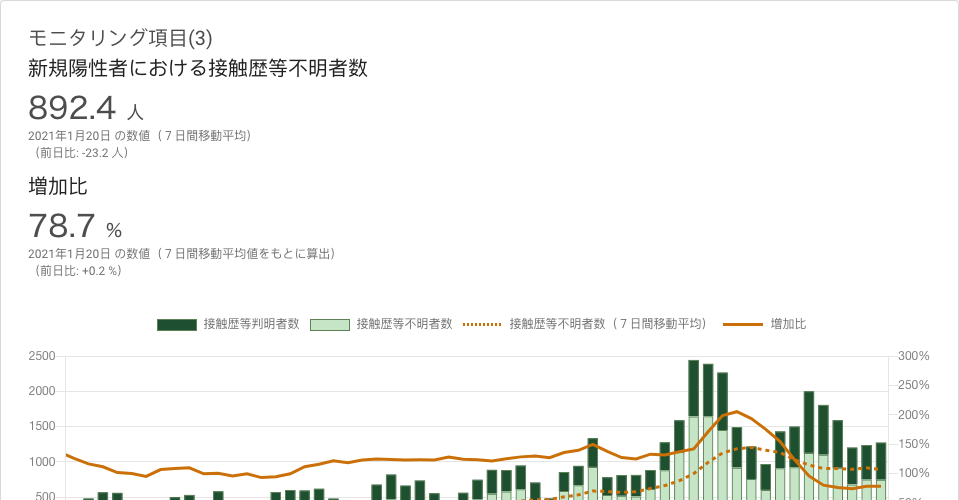 モニタリング項目(3)
新規陽性者における接触歴等不明者数
892.4 人
2021年1月20日 の数値（７日間移動平均）
（前日比: -23.2 人）
増加比
78.7 %
2021年1月20日 の数値（７日間移動平均値をもとに算出）
（前日比: +0.2 %）
接触歴等判明者数 接触歴等不明者数 接触歴等不明者数（７日間移動平均） 増加比
2500 300%
250%
2000
200%
1500
150%
1000
100%
500